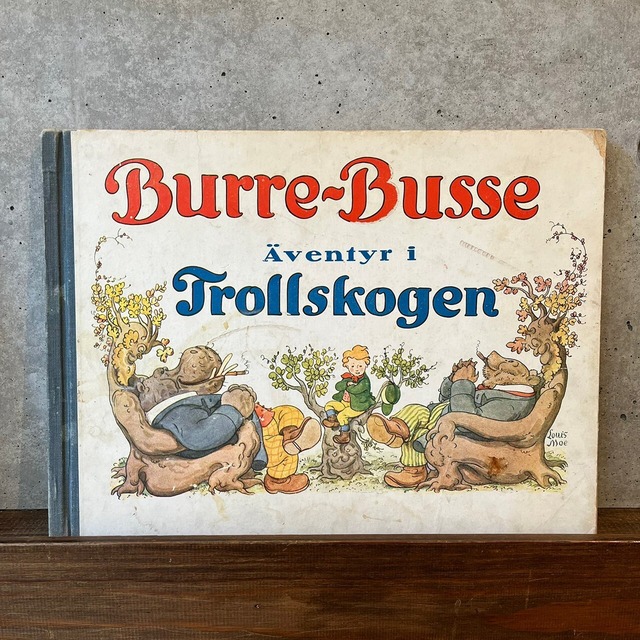 Burre-Busse
Äventyr i
Trollskogen
Louis
Moe